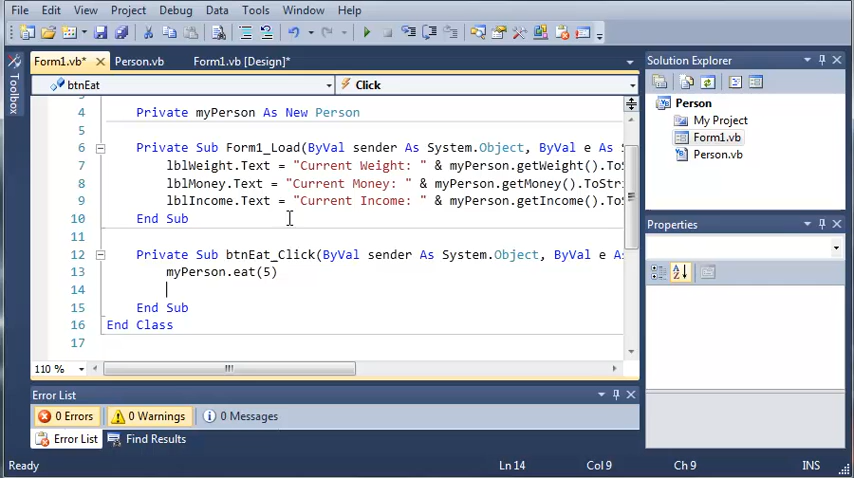 File Edit View Project Debug Data Tools Window Help
Form1.vb* Person.vb Form1.vb [Design]*
Toolbox
btnEat Click
4 Private myPerson As New Person
5
6 Private Sub Form1_Load(ByVal sender As System.Object, ByVal e As S
7 lblWeight.Text = "Current Weight: " & myPerson.getWeight().ToS
8 lblMoney.Text = "Current Money: " & myPerson.getMoney().ToStri
9 lblIncome.Text = "Current Income: " & myPerson.getIncome().To
10 End Sub
11
12 Private Sub btnEat_Click(ByVal sender As System.Object, ByVal e As
13 myPerson.eat(5)
14
15 End Sub
16 End Class
17
110 %
Solution Explorer
Person
My Project
Form1.vb
Person.vb
Properties
Error List
0 Errors 0 Warnings 0 Messages
Error List Find Results
Ready Ln 14 Col 9 Ch 9 INS